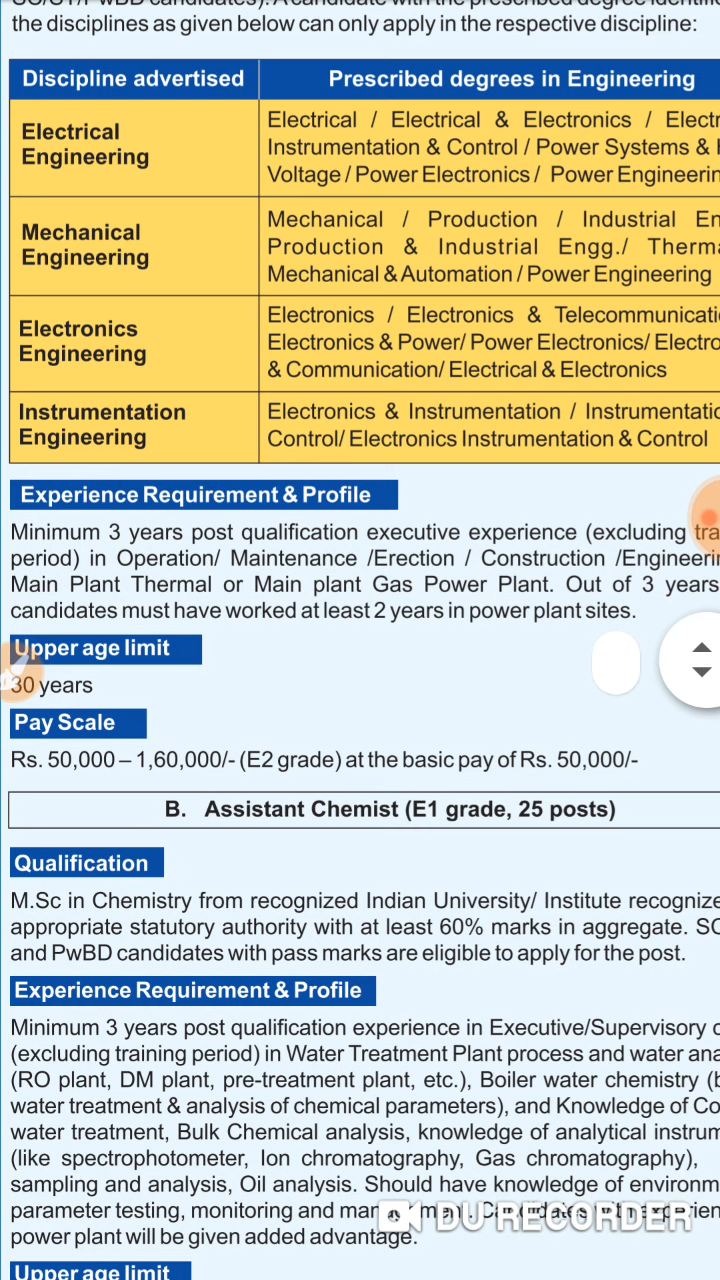 the disciplines as given below can only apply in the respective discipline:
Discipline advertised
Prescribed degrees in Engineering
Electrical
Engineering
Electrical / Electrical & Electronics /
Instrumentation & Control / Power Systems &
Voltage / Power Electronics / Power
Mechanical
Engineering
Mechanical / Production / Industrial
Production & Industrial Engg./
Mechanical & Automation / Power Engineering
Electronics
Engineering
Electronics / Electronics &
Electronics & Power/ Power Electronics/
& Communication/ Electrical & Electronics
Instrumentation
Engineering
Electronics & Instrumentation /
Control/ Electronics Instrumentation & Control
Experience Requirement & Profile
Minimum 3 years post qualification executive experience (excluding
period) in Operation/ Maintenance /Erection / Construction
Main Plant Thermal or Main plant Gas Power Plant. Out of 3 years
candidates must have worked at least 2 years in power plant sites.
Upper age limit
30 years
Pay Scale
Rs. 50,000 – 1,60,000/- (E2 grade) at the basic pay of Rs. 50,000/-
B. Assistant Chemist (E1 grade, 25 posts)
Qualification
M.Sc in Chemistry from recognized Indian University/ Institute
appropriate statutory authority with at least 60% marks in aggregate.
and PwBD candidates with pass marks are eligible to apply for the post.
Experience Requirement & Profile
Minimum 3 years post qualification experience in Executive/Supervisory
(excluding training period) in Water Treatment Plant process and water
(RO plant, DM plant, pre-treatment plant, etc.), Boiler water chemistry
water treatment & analysis of chemical parameters), and Knowledge of
water treatment, Bulk Chemical analysis, knowledge of analytical
(like spectrophotometer, Ion chromatography, Gas chromatography),
sampling and analysis, Oil analysis. Should have knowledge of
parameter testing, monitoring and management. Candidates with
power plant will be given added advantage.
DU RECORDER
Upper age limit